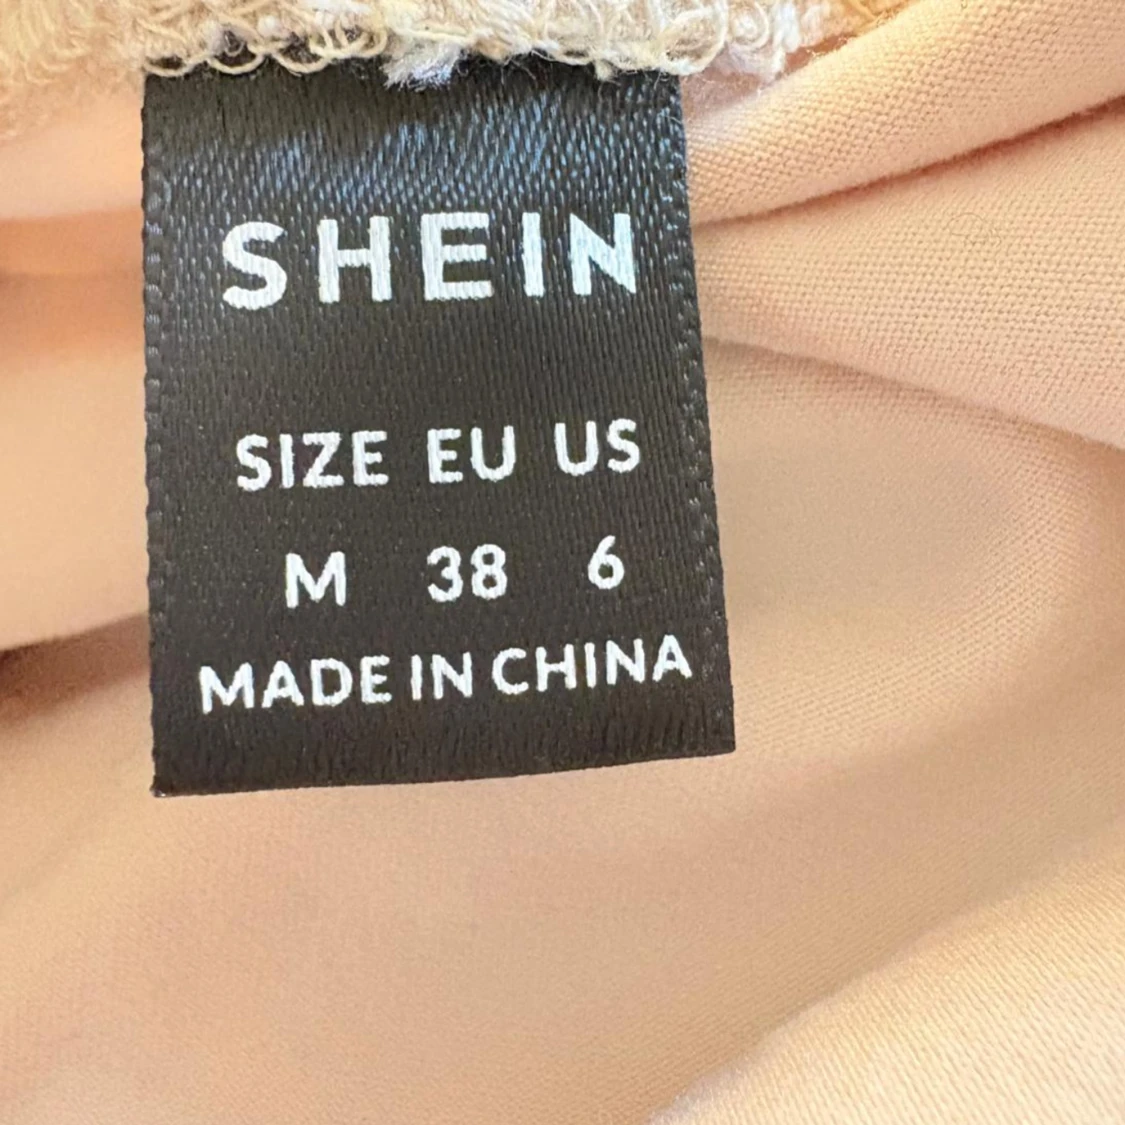 SHEIN
SIZE EU US
M 38 6
MADE IN CHINA